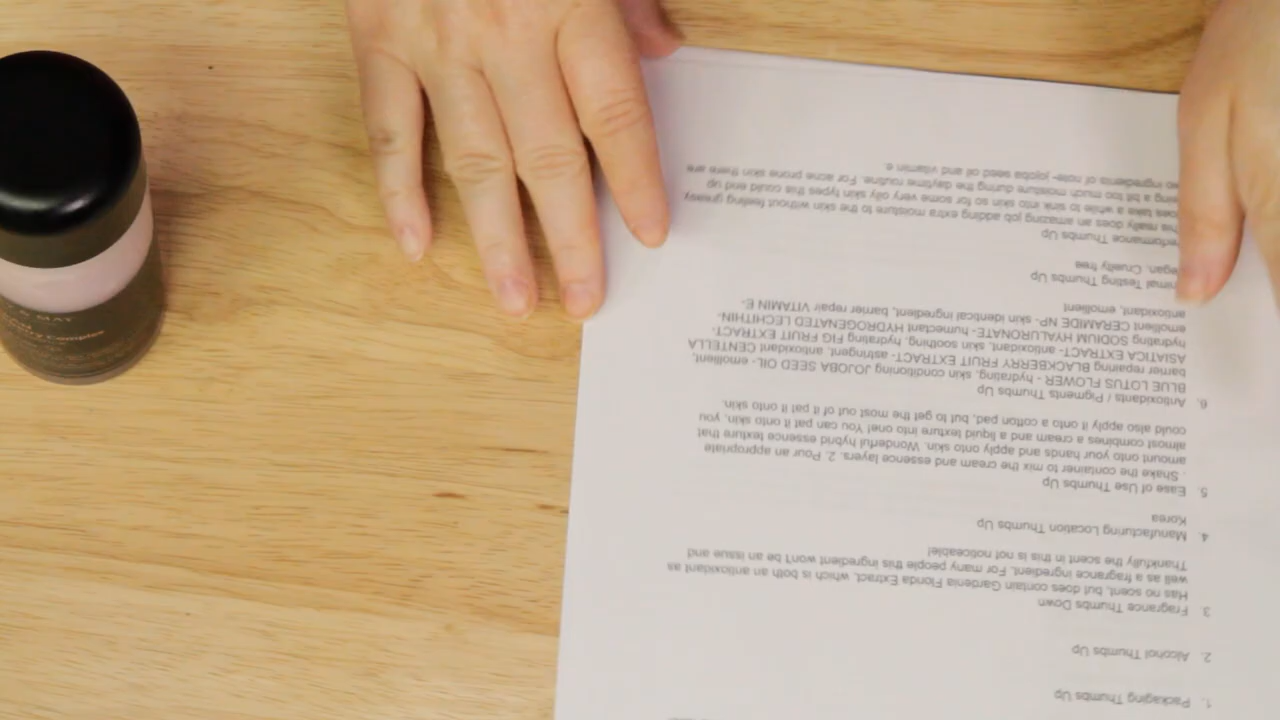 1. Packaging Thumbs Up
2. Alcohol Thumbs Up
3. Fragrance Thumbs Down
Has no scent, but does contain Gardenia Florida Extract, which is both an antioxidant as
well as a fragrance ingredient. For many people this ingredient won't be an issue and
Thankfully the scent in this is not noticeable!
4. Manufacturing Location Thumbs Up
Korea
5. Ease of Use Thumbs Up
. Shake the container to mix the cream and essence layers. 2. Pour an appropriate
amount onto your hands and apply onto skin. Wonderful hybrid essence texture that
almost combines a cream and a liquid texture into one! You can pat it onto skin, you
could also apply it onto a cotton pad, but to get the most out of it pat it onto skin.
6. Antioxidants / Pigments Thumbs Up
BLUE LOTUS FLOWER - hydrating, skin conditioning JOJOBA SEED OIL - emollient,
barrier repairing BLACKBERRY FRUIT EXTRACT- astringent, antioxidant CENTELLA
ASIATICA EXTRACT- antioxidant, skin soothing, hydrating FIG FRUIT EXTRACT-
hydrating SODIUM HYALURONATE- humectant HYDROGENATED LECHITHIN-
emollient CERAMIDE NP- skin identical ingredient, barrier repair VITAMIN E-
antioxidant, emollient
nimal Testing Thumbs Up
egan. Cruelty free
erformance Thumbs Up
his really does an amazing job adding extra moisture to the skin without feeling greasy
oes take a while to sink into skin so for some very oily skin types this could end up
eing a bit too much moisture during the daytime routine. For acne prone skin there are
wo ingredients of note- jojoba seed oil and vitamin e.